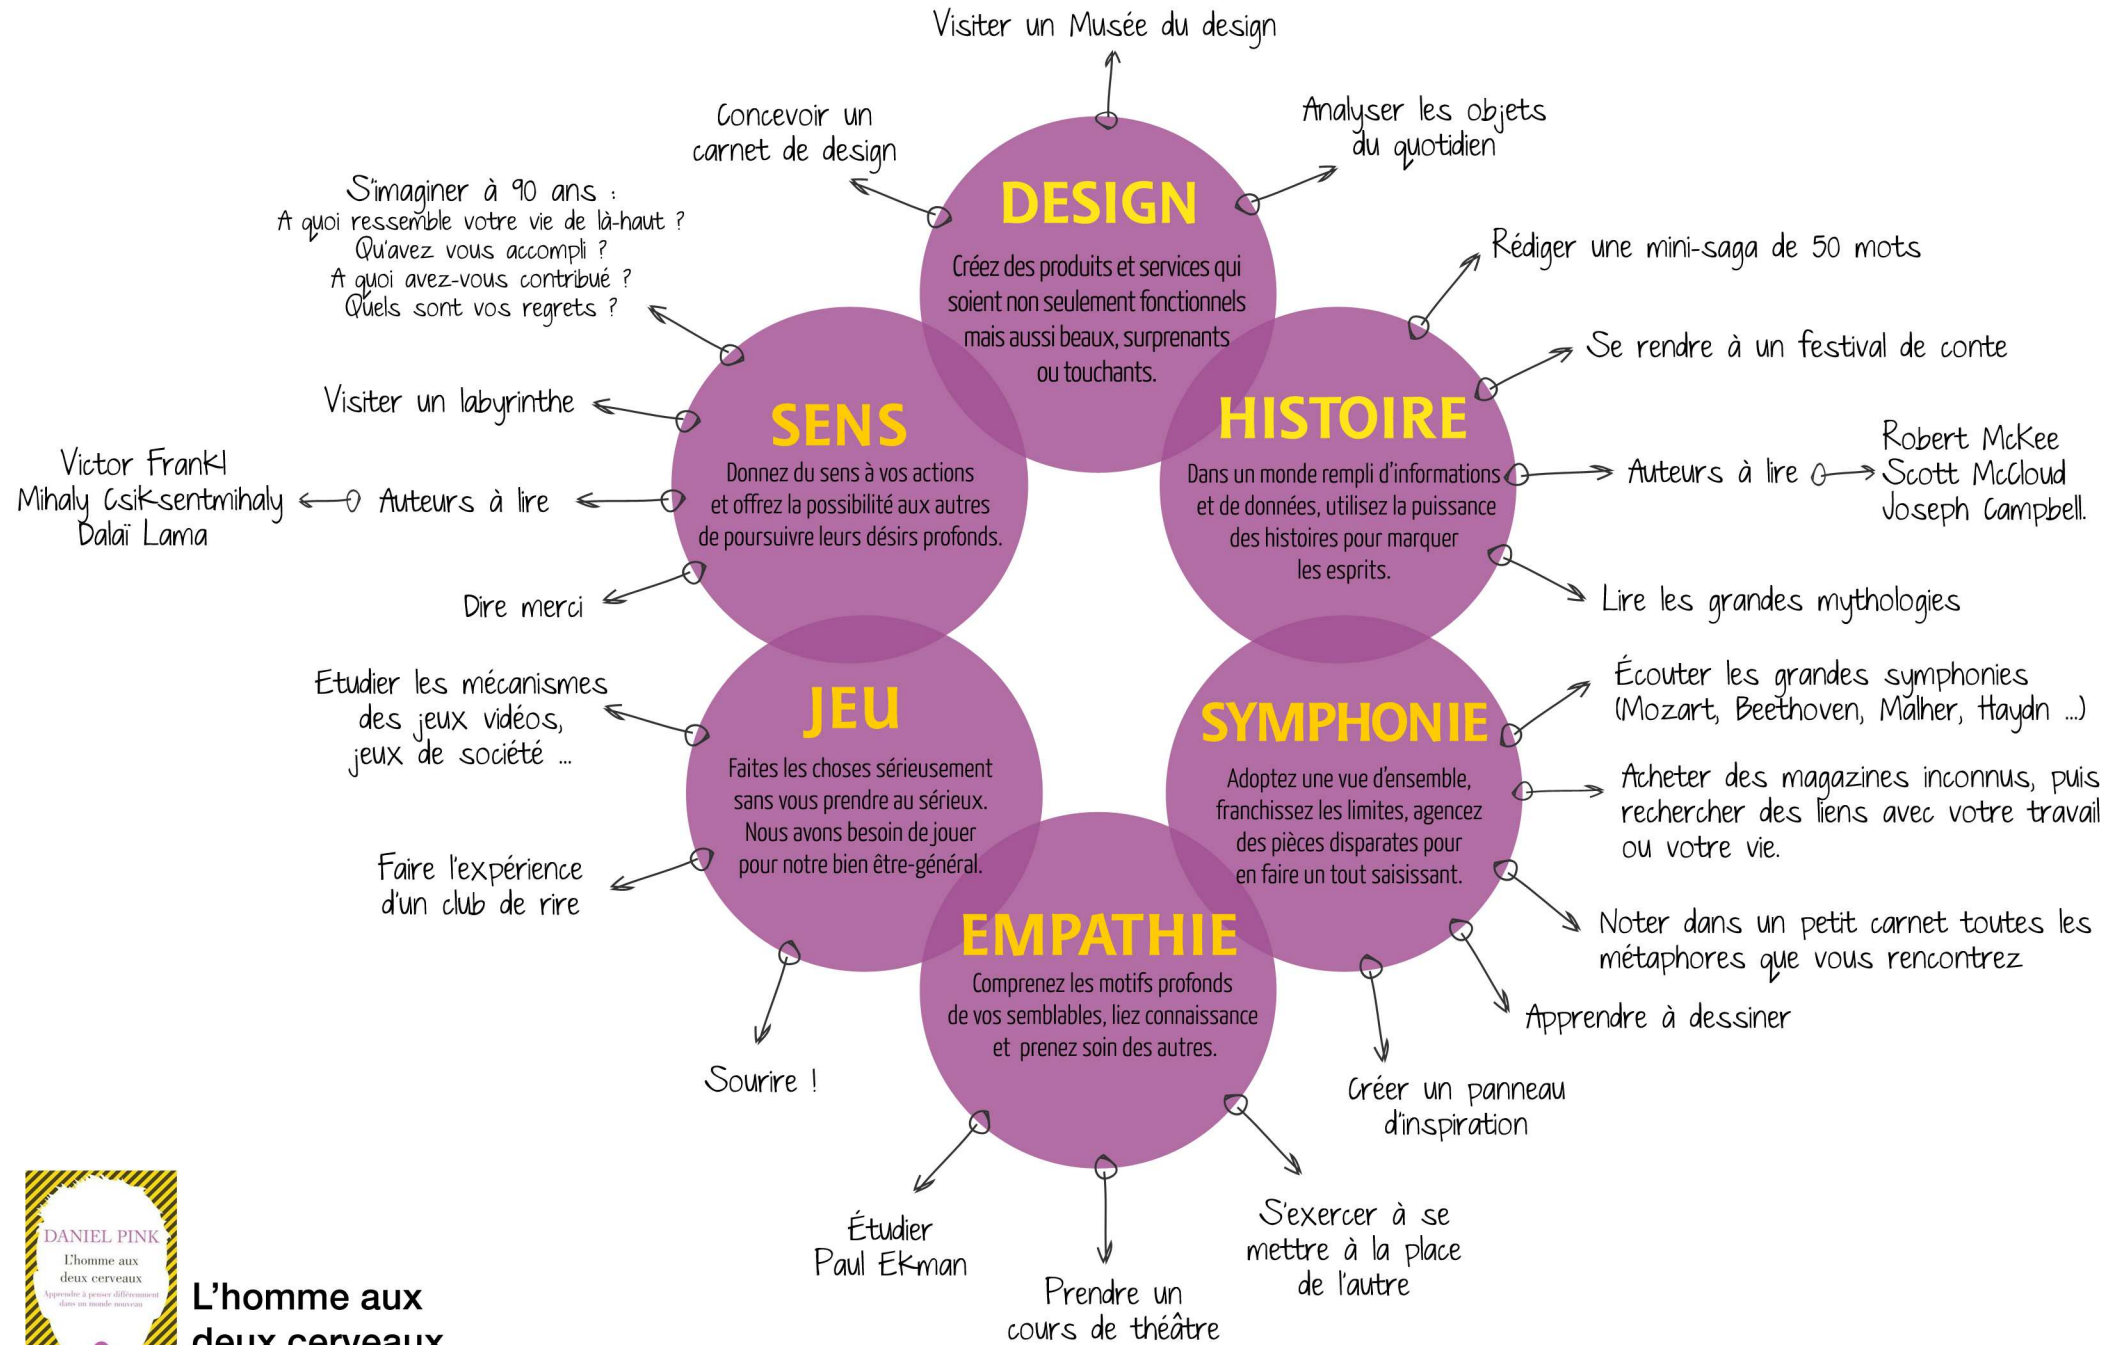 Visiter un Musée du design
Concevoir un
carnet de design
Analyser les objets
du quotidien
DESIGN
Créez des produits et services qui
soient non seulement fonctionnels
mais aussi beaux, surprenants
ou touchants.
Rédiger une mini-saga de 50 mots
Se rendre à un festival de conte
HISTOIRE
Dans un monde rempli d'informations
et de données, utilisez la puissance
des histoires pour marquer
les esprits.
Auteurs à lire
Robert McKee
Scott McCloud
Joseph Campbell.
Lire les grandes mythologies
SYMPHONIE
Adoptez une vue d'ensemble,
franchissez les limites, agencez
des pièces disparates pour
en faire un tout saisissant.
Écouter les grandes symphonies
(Mozart, Beethoven, Malher, Haydn ...)
Acheter des magazines inconnus, puis
rechercher des liens avec votre travail
ou votre vie.
Noter dans un petit carnet toutes les
métaphores que vous rencontrez
Apprendre à dessiner
Créer un panneau
d'inspiration
EMPATHIE
Comprenez les motifs profonds
de vos semblables, liez connaissance
et prenez soin des autres.
S'exercer à se
mettre à la place
de l'autre
Prendre un
cours de théâtre
Étudier
Paul Ekman
JEU
Faites les choses sérieusement
sans vous prendre au sérieux.
Nous avons besoin de jouer
pour notre bien être-général.
Sourire !
Faire l'expérience
d'un club de rire
Etudier les mécanismes
des jeux vidéos,
jeux de société ...
SENS
Donnez du sens à vos actions
et offrez la possibilité aux autres
de poursuivre leurs désirs profonds.
Dire merci
Auteurs à lire
Victor Frankl
Mihaly Csiksentmihaly
Dalaï Lama
Visiter un labyrinthe
S'imaginer à 90 ans :
A quoi ressemble votre vie de là-haut ?
Qu'avez vous accompli ?
A quoi avez-vous contribué ?
Quels sont vos regrets ?
DANIEL PINK
L'homme aux
deux cerveaux
Apprendre à penser différemment
dans un monde nouveau
L'homme aux
deux cerveaux